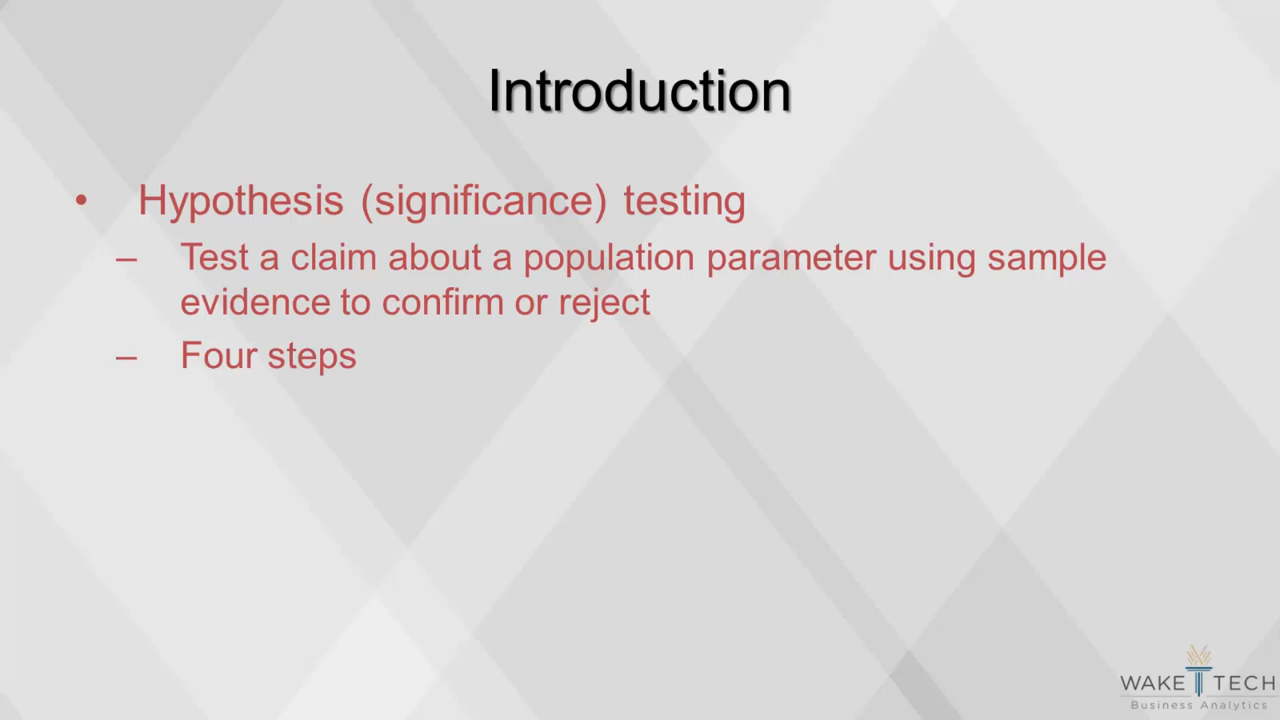 Introduction
• Hypothesis (significance) testing
– Test a claim about a population parameter using sample
evidence to confirm or reject
– Four steps
WAKE TECH
Business Analytics